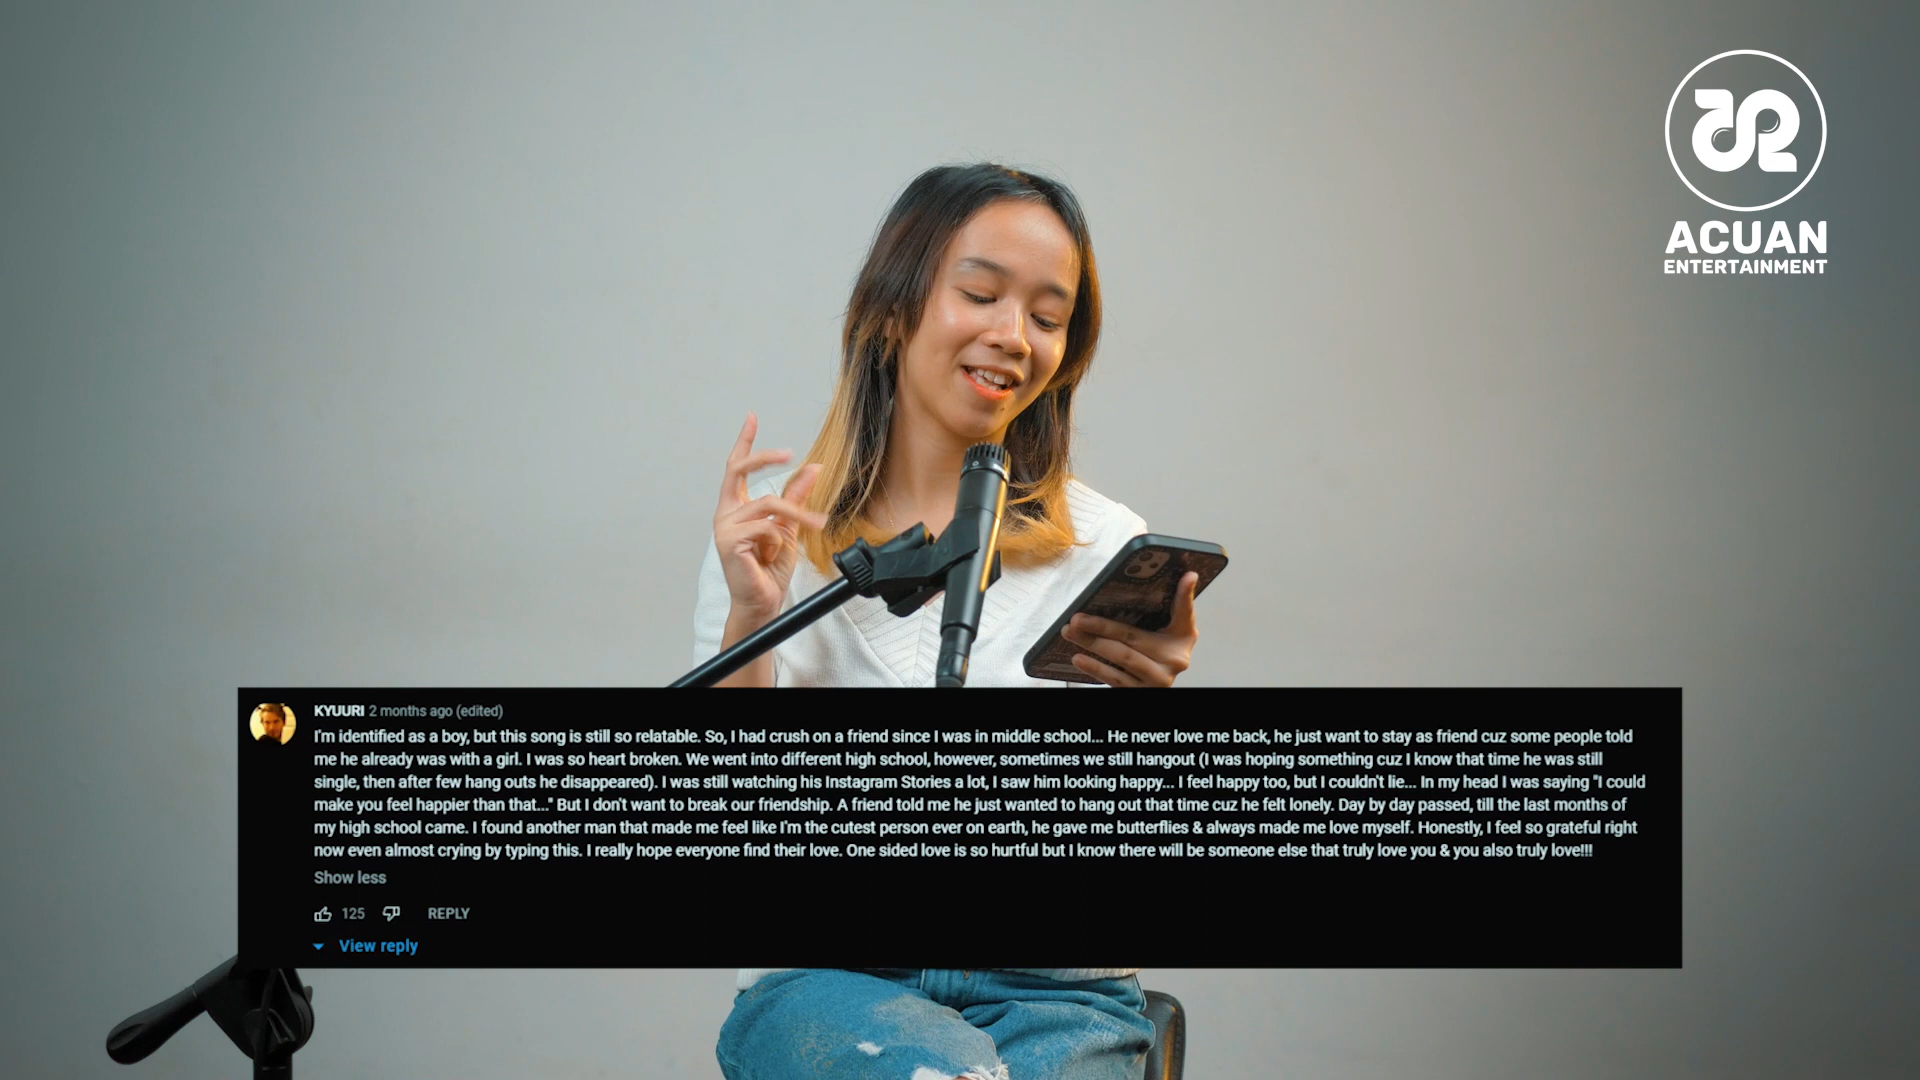 ACUAN
ENTERTAINMENT
KYUURI 2 months ago (edited)
I'm identified as a boy, but this song is still so relatable. So, I had crush on a friend since I was in middle school... He never love me back, he just want to stay as friend cuz some people told
me he already was with a girl. I was so heart broken. We went into different high school, however, sometimes we still hangout (I was hoping something cuz I know that time he was still
single, then after few hang outs he disappeared). I was still watching his Instagram Stories a lot, I saw him looking happy... I feel happy too, but I couldn't lie... In my head I was saying "I could
make you feel happier than that..." But I don't want to break our friendship. A friend told me he just wanted to hang out that time cuz he felt lonely. Day by day passed, till the last months of
my high school came. I found another man that made me feel like I'm the cutest person ever on earth, he gave me butterflies & always made me love myself. Honestly, I feel so grateful right
now even almost crying by typing this. I really hope everyone find their love. One sided love is so hurtful but I know there will be someone else that truly love you & you also truly love!!!
Show less
125 REPLY
View reply